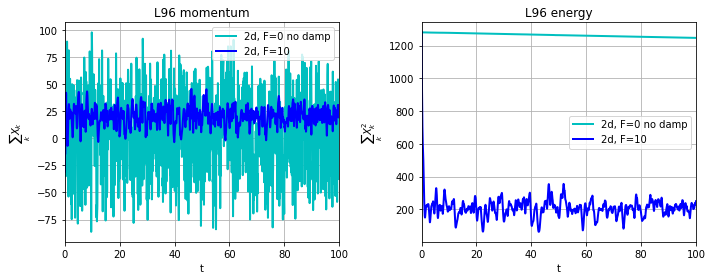 L96 momentum
100
75
50
25
0
−25
−50
−75
∑ₖ Xₖ
2d, F=0 no damp
2d, F=10
0 20 40 60 80 100
t
L96 energy
1200
1000
800
600
400
200
∑ₖ Xₖ²
2d, F=0 no damp
2d, F=10
0 20 40 60 80 100
t